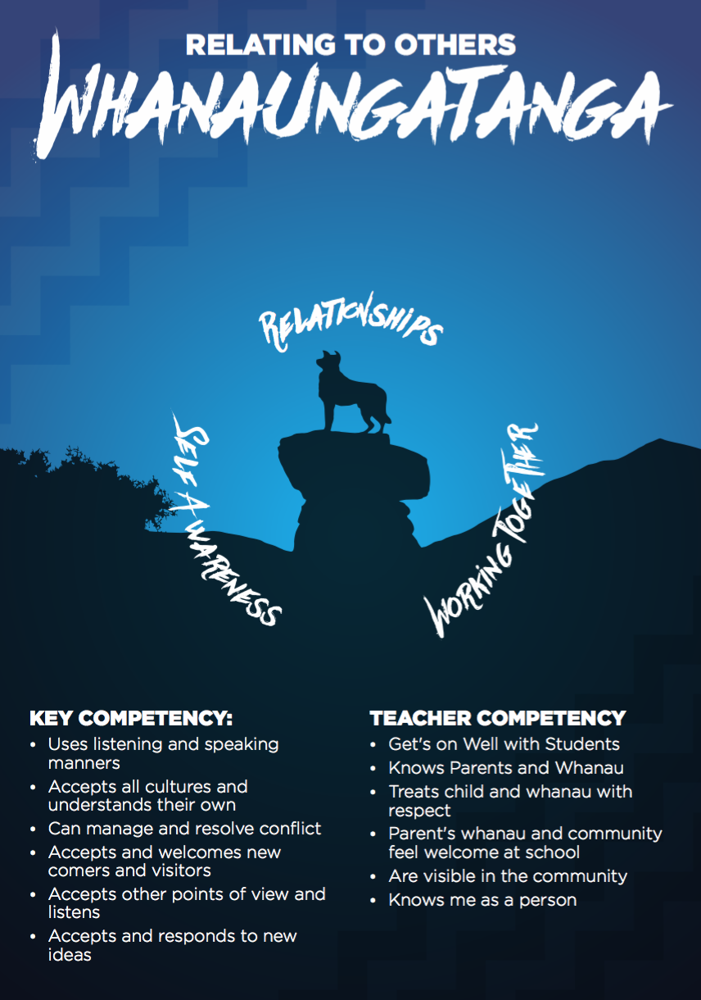 RELATING TO OTHERS
WHANAUNGATANGA
RELATIONSHIPS
SELF AWARENESS
WORKING TOGETHER
KEY COMPETENCY:
• Uses listening and speaking
manners
• Accepts all cultures and
understands their own
• Can manage and resolve conflict
• Accepts and welcomes new
comers and visitors
• Accepts other points of view and
listens
• Accepts and responds to new
ideas
TEACHER COMPETENCY
• Get's on Well with Students
• Knows Parents and Whanau
• Treats child and whanau with
respect
• Parent's whanau and community
feel welcome at school
• Are visible in the community
• Knows me as a person